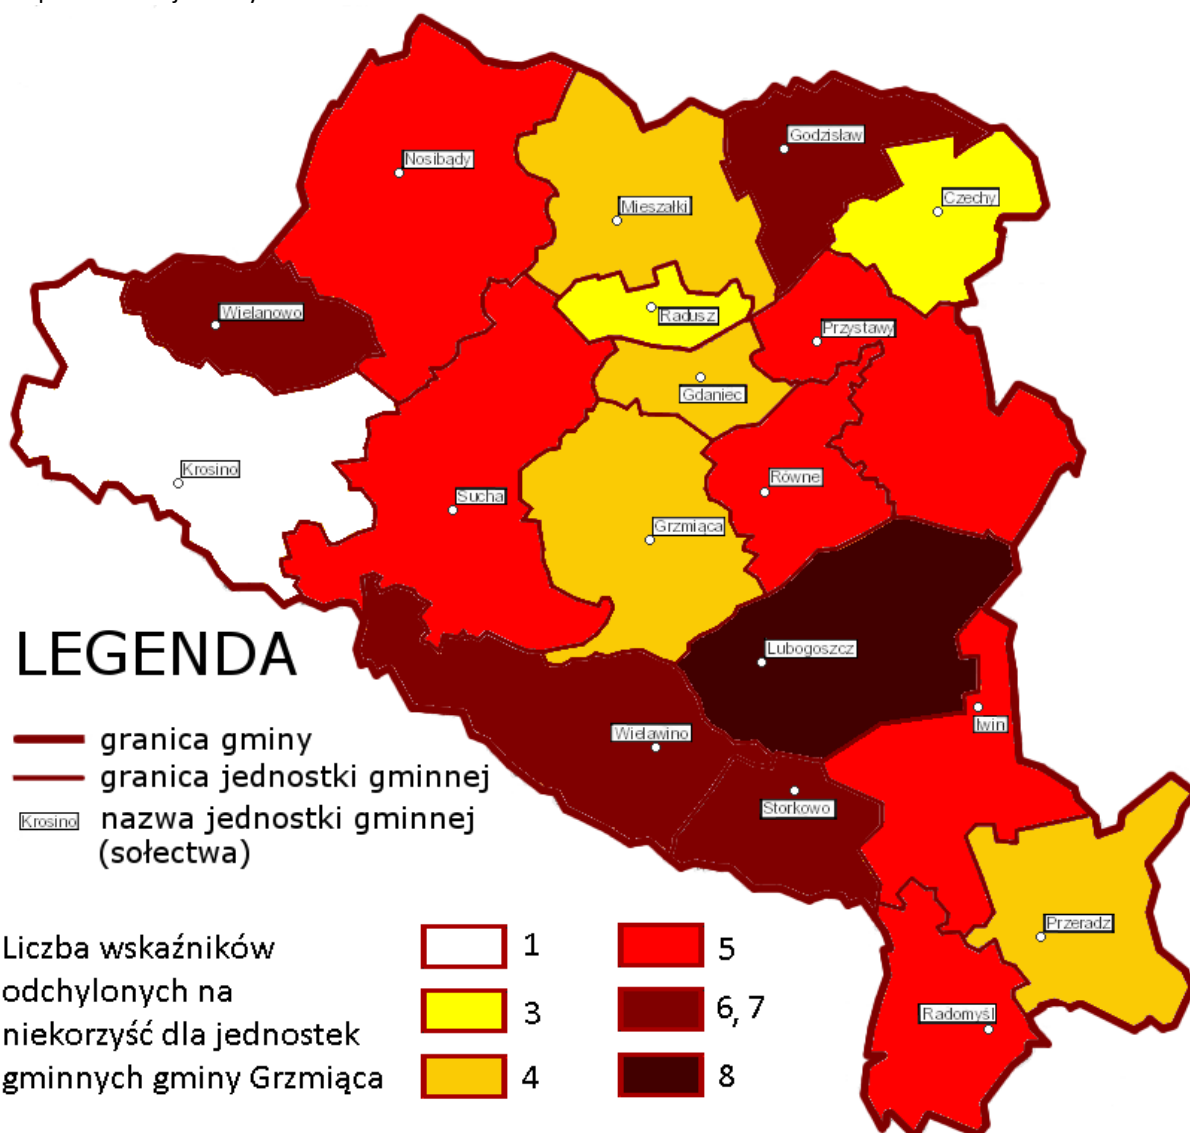 Nosibądy
Godzisław
Mieszałki
Czechy
Wielanowo
Radusz
Przystawy
Gdaniec
Krosino
Sucha
Równe
Grzmiąca
Lubogoszcz
Iwin
Wielawino
Storkowo
Przeradz
Radomyśl
LEGENDA
granica gminy
granica jednostki gminnej
Krosino nazwa jednostki gminnej
(sołectwa)
Liczba wskaźników
odchylonych na
niekorzyść dla jednostek
gminnych gminy Grzmiąca
1
3
4
5
6, 7
8